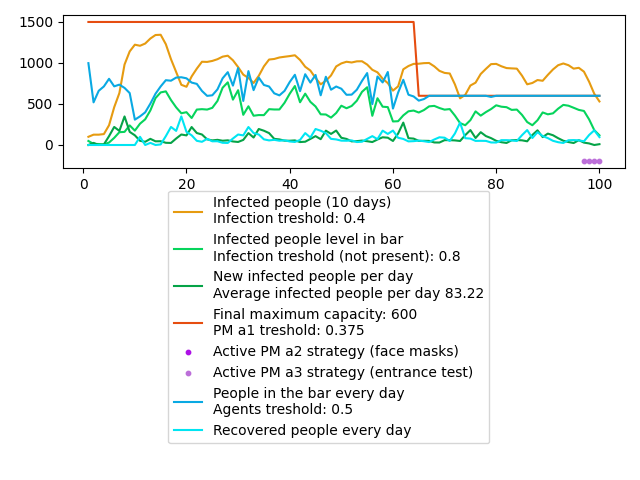 1500
1000
500
0
0 20 40 60 80 100
Infected people (10 days)
Infection treshold: 0.4
Infected people level in bar
Infection treshold (not present): 0.8
New infected people per day
Average infected people per day 83.22
Final maximum capacity: 600
PM a1 treshold: 0.375
Active PM a2 strategy (face masks)
Active PM a3 strategy (entrance test)
People in the bar every day
Agents treshold: 0.5
Recovered people every day